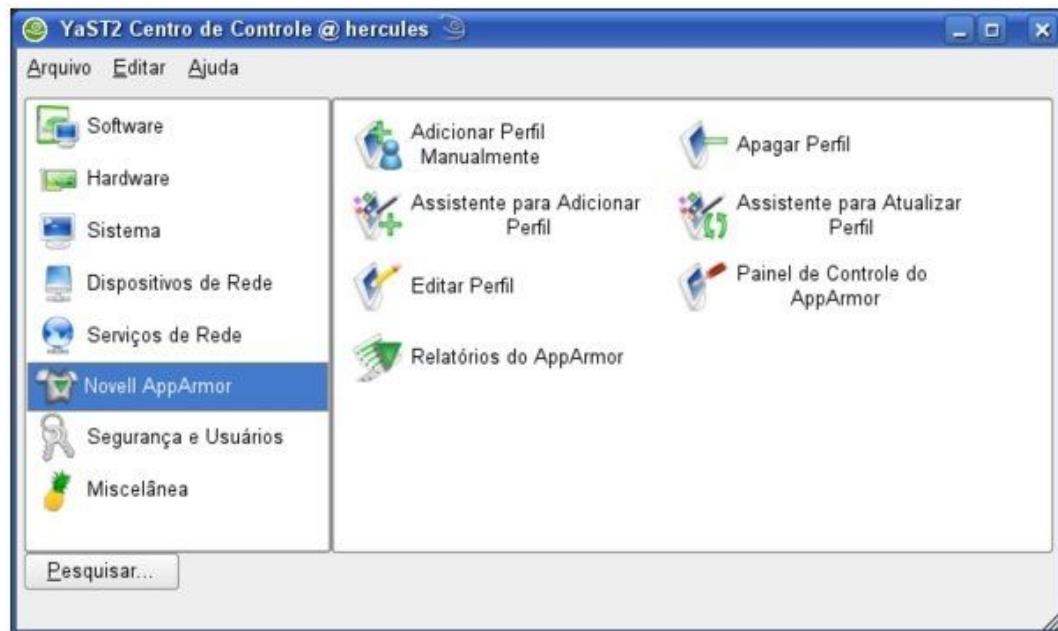 YaST2 Centro de Controle @ hercules
Arquivo Editar Ajuda
Software
Hardware
Sistema
Dispositivos de Rede
Serviços de Rede
Novell AppArmor
Segurança e Usuários
Miscelânea
Adicionar Perfil
Manualmente
Apagar Perfil
Assistente para Adicionar
Perfil
Assistente para Atualizar
Perfil
Editar Perfil
Painel de Controle do
AppArmor
Relatórios do AppArmor
Pesquisar...